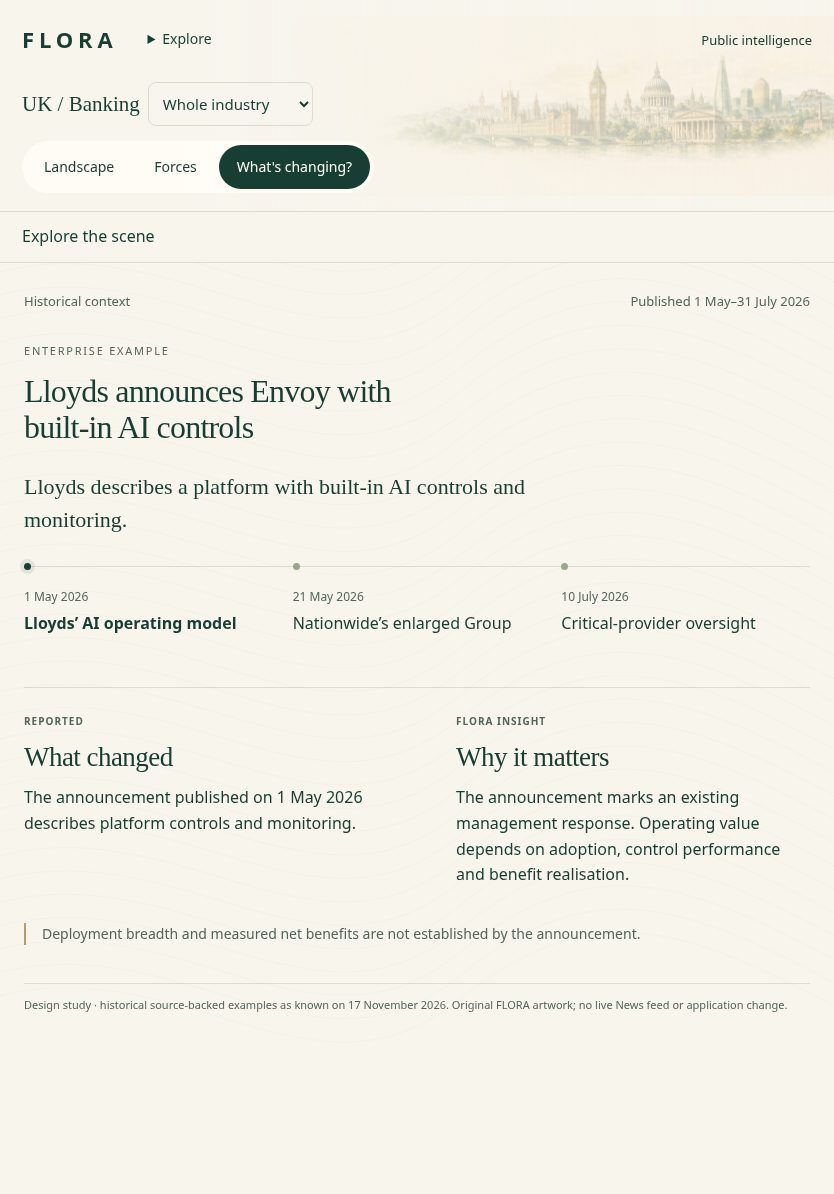 FLORA
Explore
Public intelligence
UK / Banking
Whole industry
Landscape
Forces
What's changing?
Explore the scene
Historical context
Published 1 May–31 July 2026
ENTERPRISE EXAMPLE
Lloyds announces Envoy with
built-in AI controls
Lloyds describes a platform with built-in AI controls and
monitoring.
1 May 2026
Lloyds’ AI operating model
21 May 2026
Nationwide’s enlarged Group
10 July 2026
Critical-provider oversight
REPORTED
What changed
The announcement published on 1 May 2026
describes platform controls and monitoring.
FLORA INSIGHT
Why it matters
The announcement marks an existing
management response. Operating value
depends on adoption, control performance
and benefit realisation.
Deployment breadth and measured net benefits are not established by the announcement.
Design study · historical source-backed examples as known on 17 November 2026. Original FLORA artwork; no live News feed or application change.